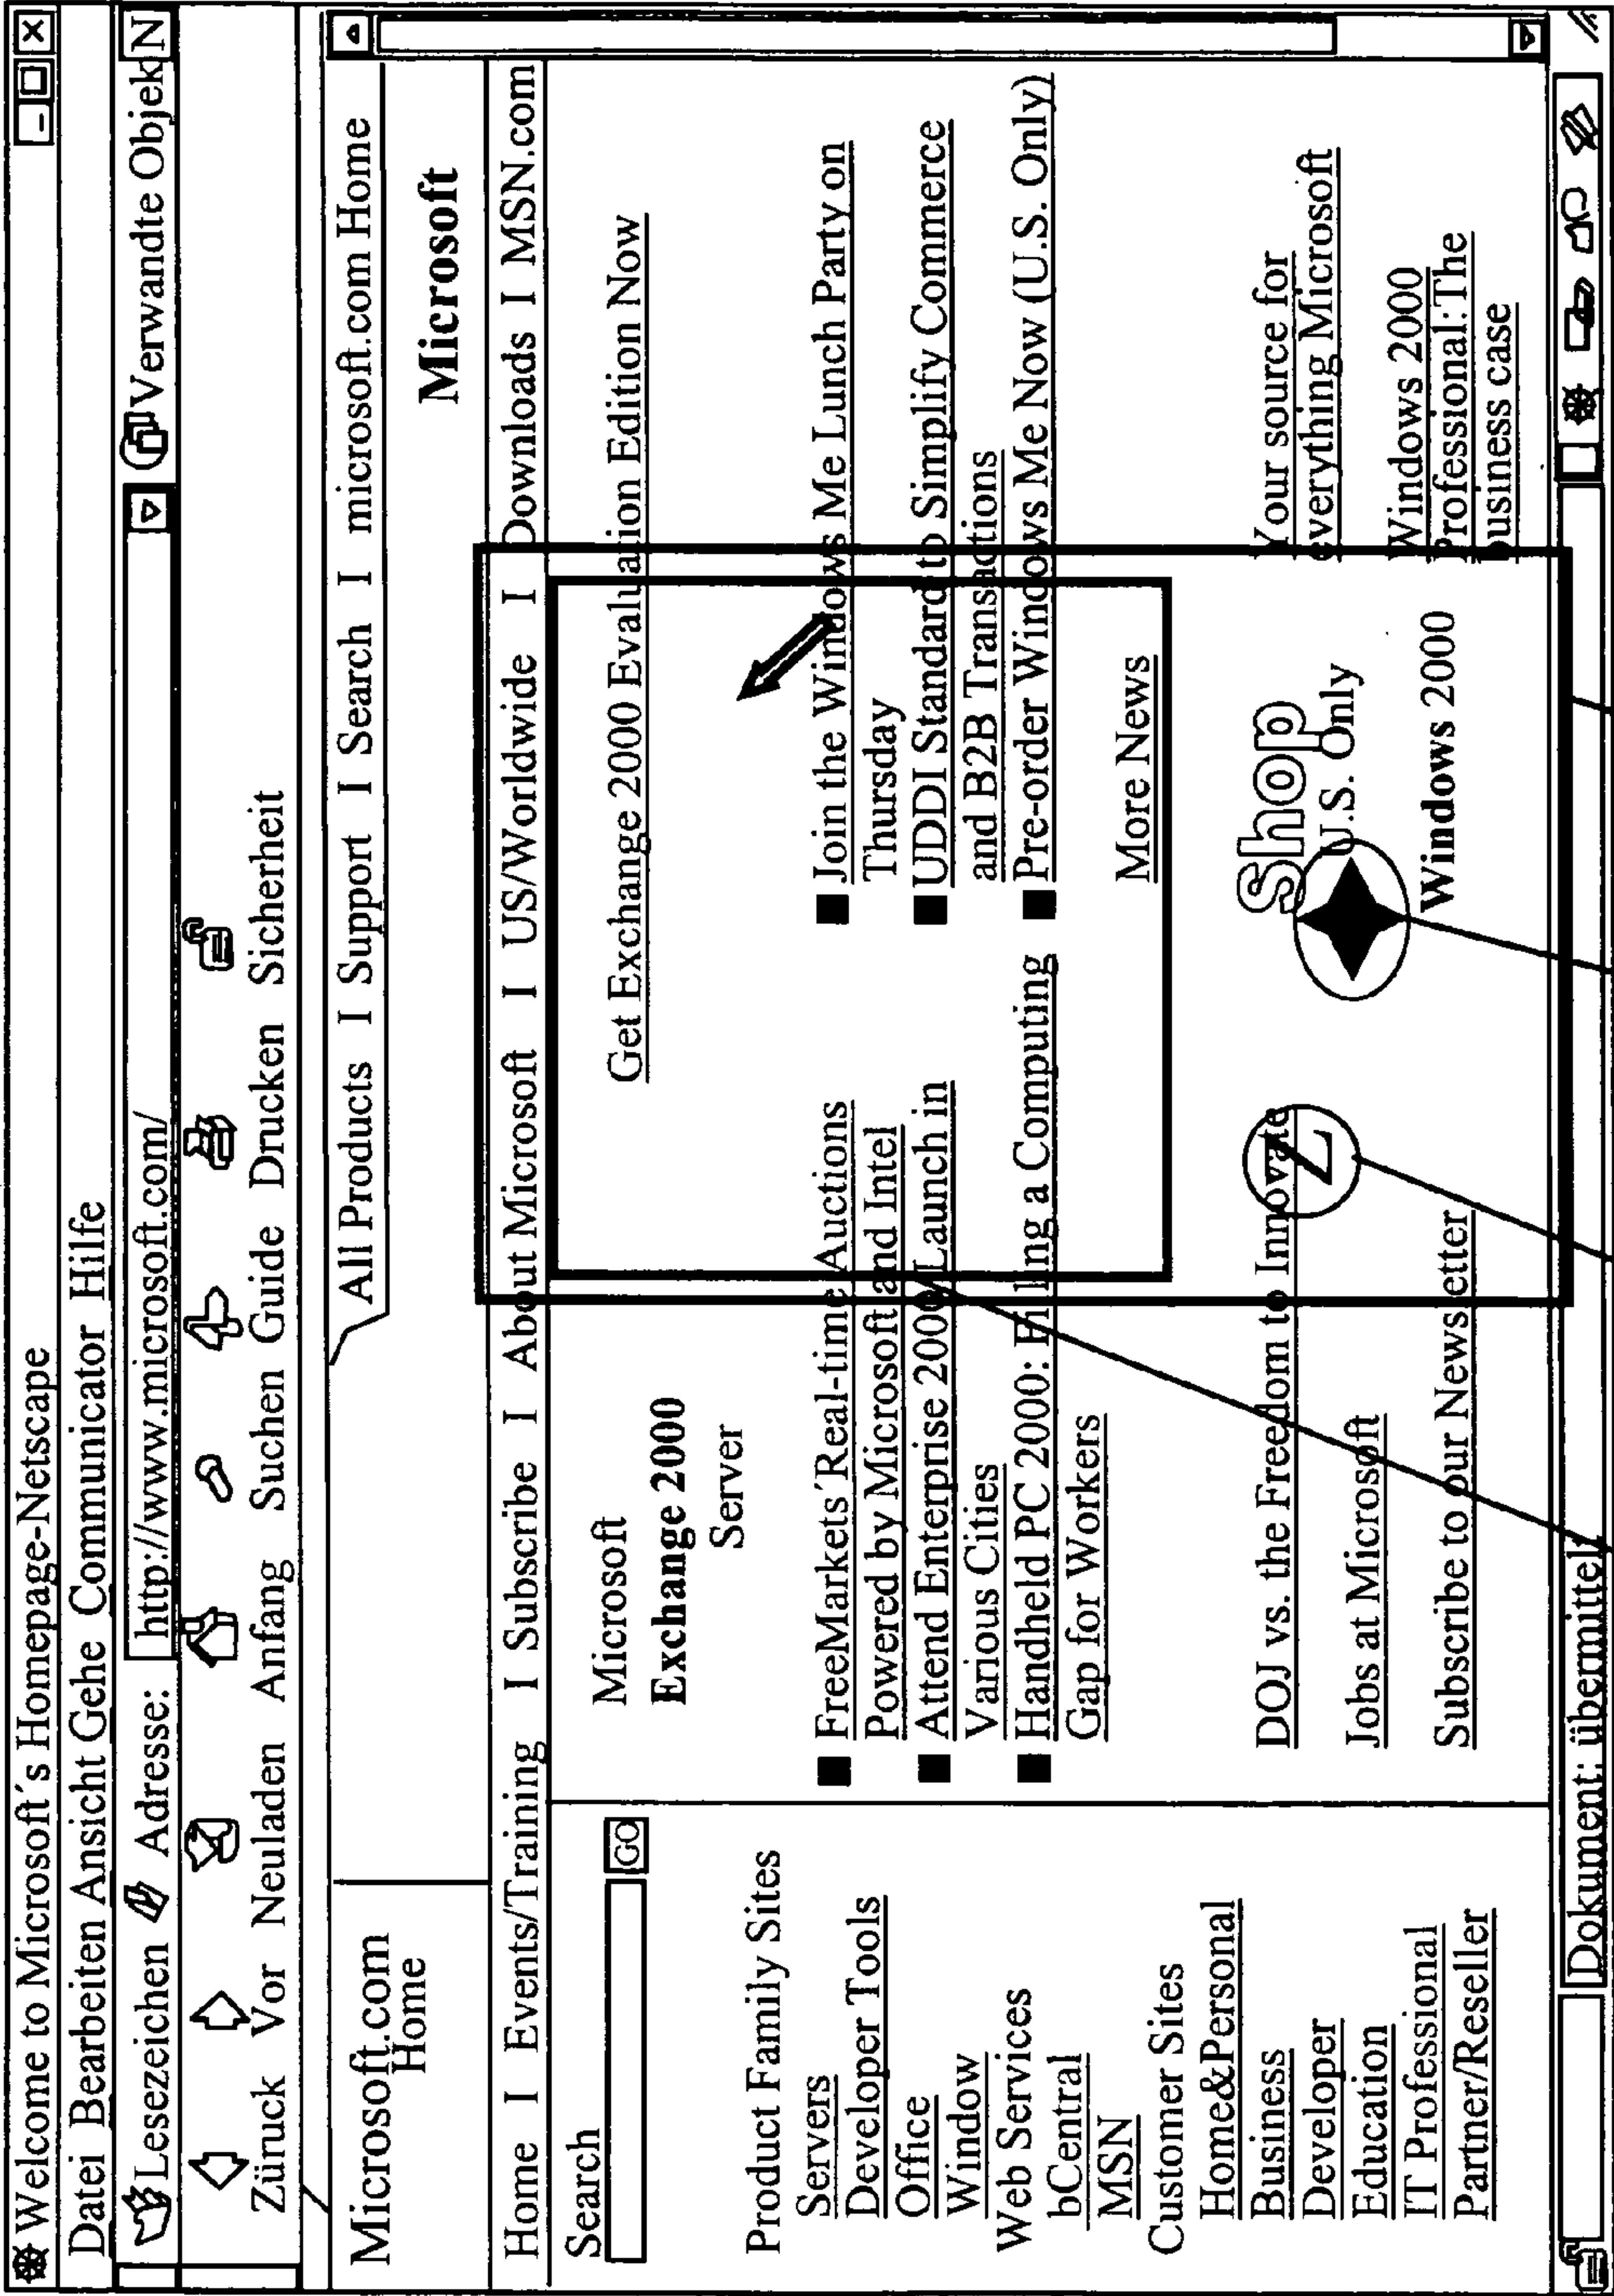 Welcome to Microsoft´s Homepage-Netscape
Datei Bearbeiten Ansicht Gehe Communicator Hilfe
Lesezeichen Adresse: http://www.microsoft.com/ Verwandte Objek N
Züruck Vor Neuladen Anfang Suchen Guide Drucken Sicherheit
All Products I Support I Search I microsoft.com Home
Microsoft.com
Home
Microsoft
Home I Events/Training I Subscribe I About Microsoft I US/Worldwide I Downloads I MSN.com
Search
GO
Product Family Sites
Servers
Developer Tools
Office
Window
Web Services
bCentral
MSN
Customer Sites
Home&Personal
Business
Developer
Education
IT Professional
Partner/Reseller
Microsoft
Exchange 2000
Server
Get Exchange 2000 Evaluation Edition Now
FreeMarkets´Real-time Auctions
Powered by Microsoft and Intel
Attend Enterprise 2000 Launch in
Various Cities
Handheld PC 2000: Filling a Computing
Gap for Workers
Join the Windows Me Lunch Party on
Thursday
UDDI Standard to Simplify Commerce
and B2B Transactions
Pre-order Windows Me Now (U.S. Only)
More News
DOJ vs. the Freedom to Innovate
Jobs at Microsoft
Subscribe to our Newsletter
Z
Shop
U.S. Only
Windows 2000
Your source for
everything Microsoft
Windows 2000
Professional: The
business case
Dokument: übermittelt